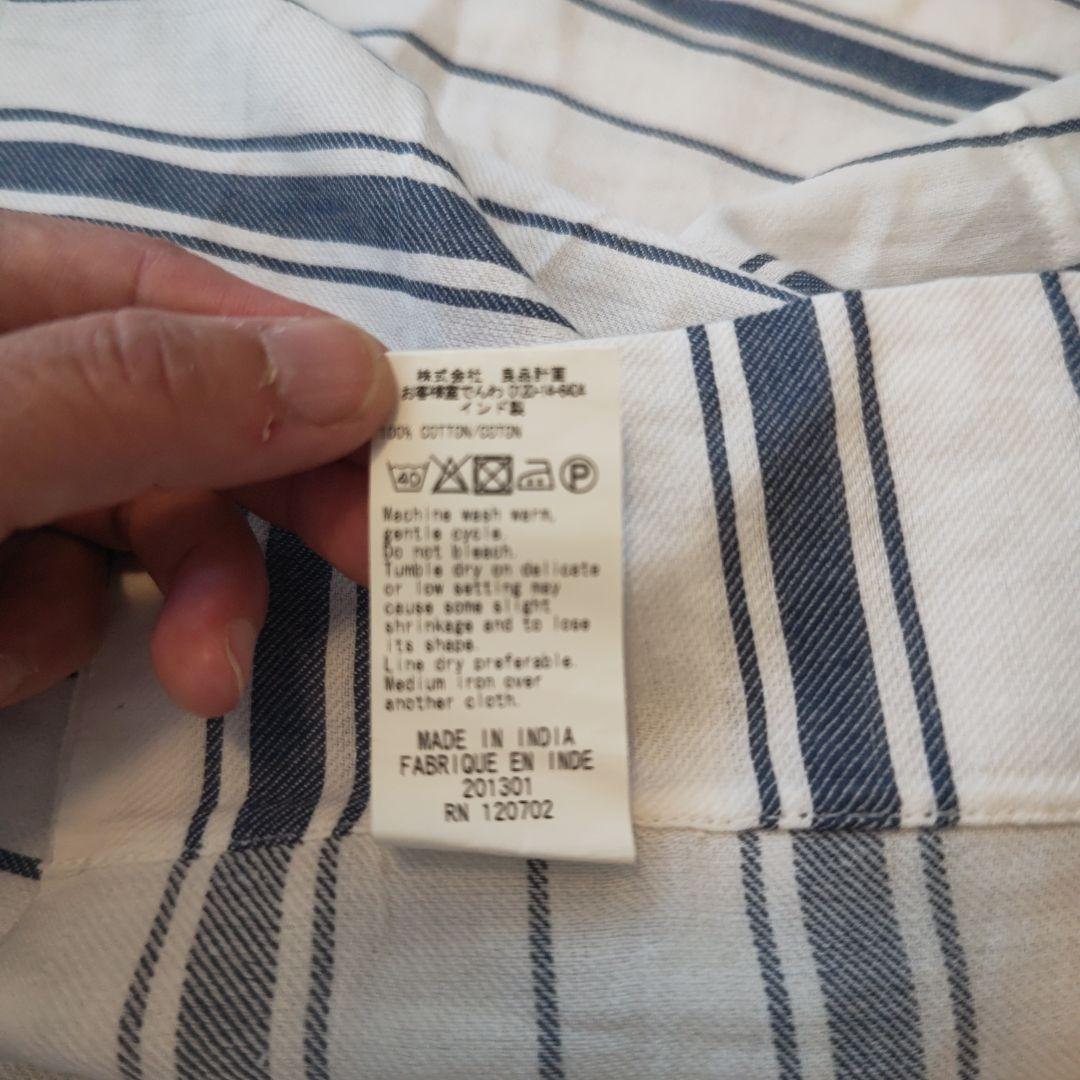 株式会社 良品計画
お客様室でんわ 0120-14-6404
インド製
100% COTTON/COTON
40 P
Machine wash warm,
gentle cycle.
Do not bleach.
Tumble dry on delicate
or low setting may
cause some slight
shrinkage and to lose
its shape.
Line dry preferable.
Medium iron over
another cloth.
MADE IN INDIA
FABRIQUE EN INDE
201301
RN 120702